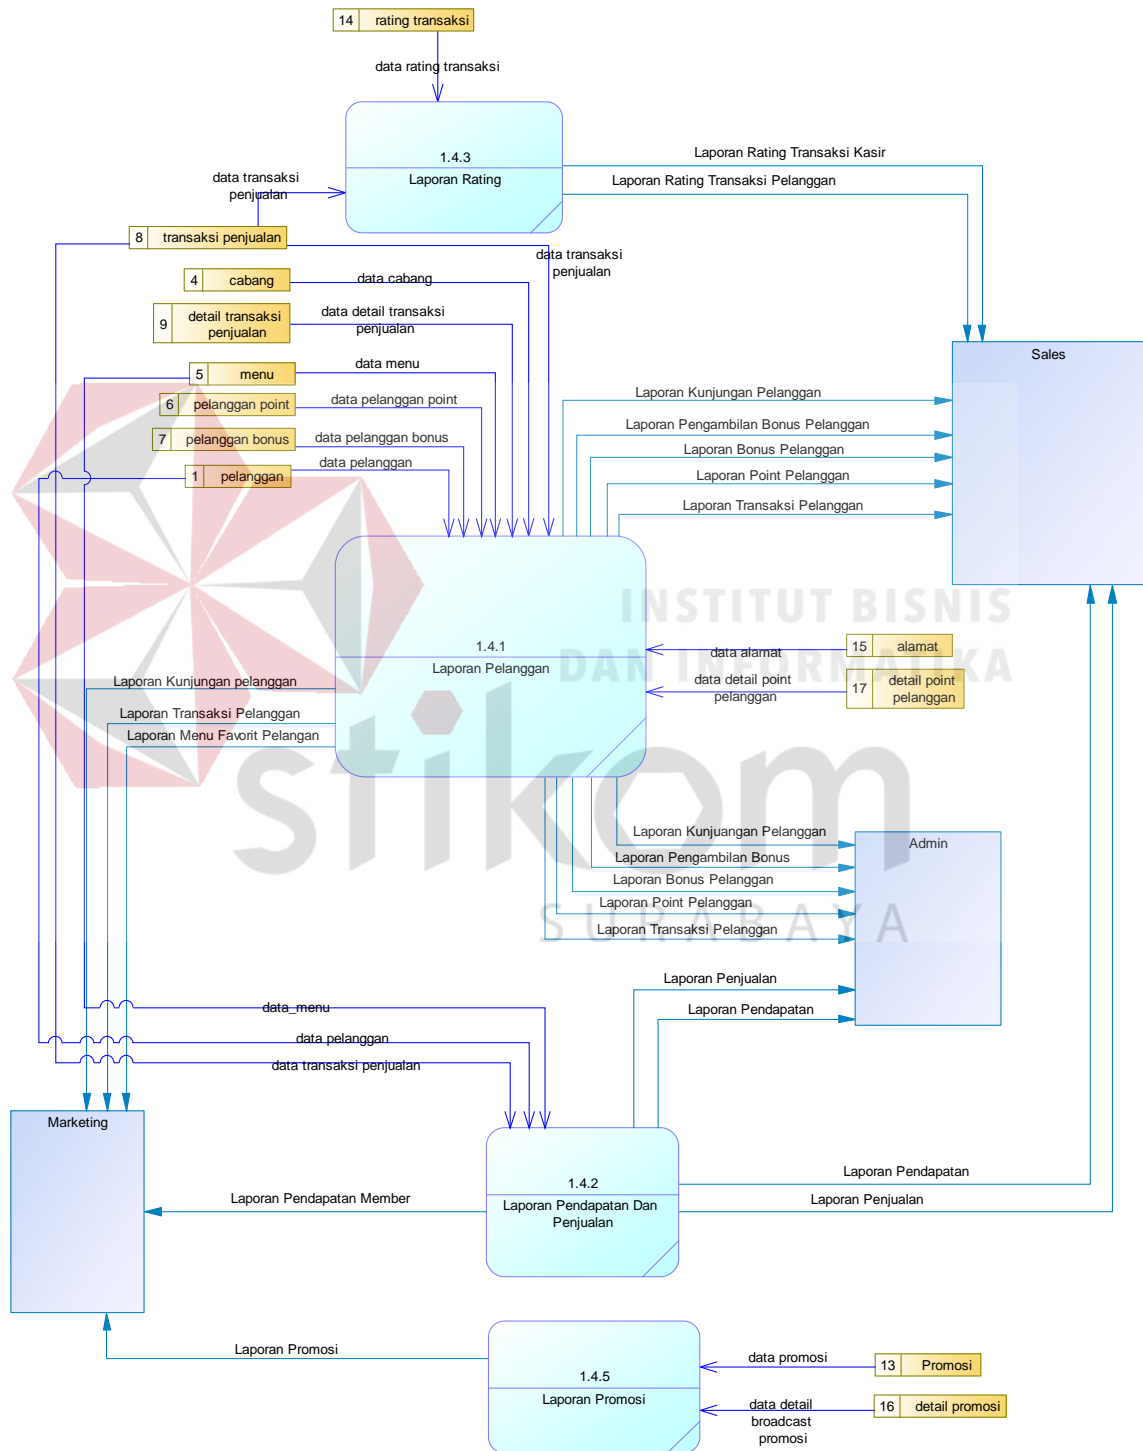 14 rating transaksi
data rating transaksi
1.4.3
Laporan Rating
Laporan Rating Transaksi Kasir
Laporan Rating Transaksi Pelanggan
data transaksi
penjualan
8 transaksi penjualan
data transaksi
penjualan
4 cabang
data cabang
9 detail transaksi
penjualan
data detail transaksi
penjualan
5 menu
data menu
6 pelanggan point
data pelanggan point
7 pelanggan bonus
data pelanggan bonus
1 pelanggan
data pelanggan
Sales
Laporan Kunjungan Pelanggan
Laporan Pengambilan Bonus Pelanggan
Laporan Bonus Pelanggan
Laporan Point Pelanggan
Laporan Transaksi Pelanggan
INSTITUT BISNIS
DAN INFORMATIKA
1.4.1
Laporan Pelanggan
data alamat
15 alamat
data detail point
pelanggan
17 detail point
pelanggan
Laporan Kunjungan pelanggan
Laporan Transaksi Pelanggan
Laporan Menu Favorit Pelangan
stikom
SURABAYA
Laporan Kunjuangan Pelanggan
Laporan Pengambilan Bonus
Laporan Bonus Pelanggan
Laporan Point Pelanggan
Laporan Transaksi Pelanggan
Admin
Laporan Penjualan
Laporan Pendapatan
data_menu
data pelanggan
data transaksi penjualan
Marketing
1.4.2
Laporan Pendapatan Dan
Penjualan
Laporan Pendapatan Member
Laporan Pendapatan
Laporan Penjualan
Laporan Promosi
1.4.5
Laporan Promosi
data promosi
13 Promosi
data detail
broadcast
promosi
16 detail promosi